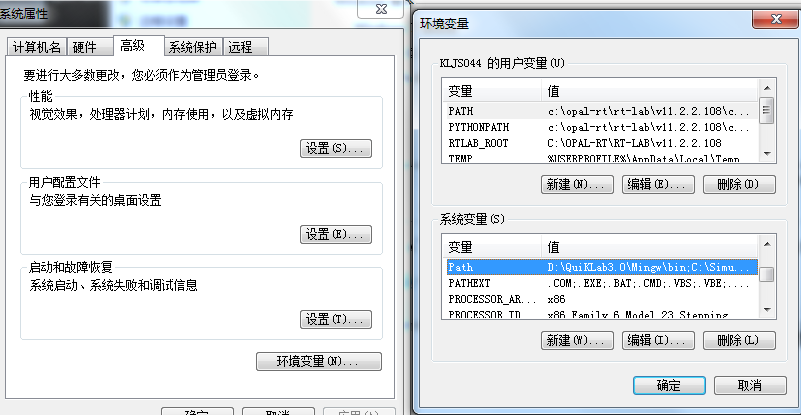 系统属性
计算机名 硬件 高级 系统保护 远程
要进行大多数更改，您必须作为管理员登录。
性能
视觉效果，处理器计划，内存使用，以及虚拟内存
设置(S)...
用户配置文件
与您登录有关的桌面设置
设置(E)...
启动和故障恢复
系统启动、系统失败和调试信息
设置(T)...
环境变量(N)...
确定 取消 应用(A)
环境变量
KLJS044 的用户变量(U)
变量 值
PATH c:\opal-rt\rt-lab\v11.2.2.108\c...
PYTHONPATH c:\opal-rt\rt-lab\v11.2.2.108\c...
RTLAB_ROOT C:\OPAL-RT\RT-LAB\v11.2.2.108
TEMP %USERPROFILE%\AppData\Local\Temp
新建(N)... 编辑(E)... 删除(D)
系统变量(S)
变量 值
Path D:\QuiKLab3.0\Mingw\bin;C:\Simu...
PATHEXT .COM;.EXE;.BAT;.CMD;.VBS;.VBE;....
PROCESSOR_AR... x86
PROCESSOR_ID x86 Family 6 Model 23 Stepping
新建(W)... 编辑(I)... 删除(L)
确定 取消